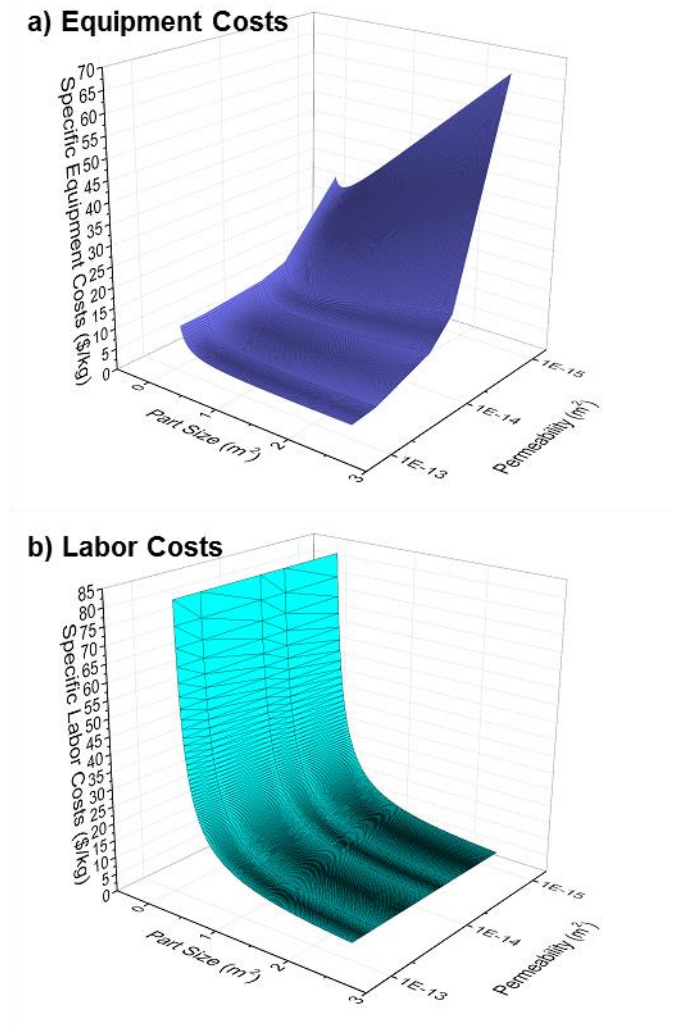 a) Equipment Costs
70
65
60
55
50
45
40
35
30
25
20
15
10
5
0
Specific Equipment Costs ($/kg)
0
1
2
3
Part Size (m²)
1E-13
1E-14
1E-15
Permeability (m²)
b) Labor Costs
85
80
75
70
65
60
55
50
45
40
35
30
25
20
15
10
5
0
Specific Labor Costs ($/kg)
0
1
2
3
Part Size (m²)
1E-13
1E-14
1E-15
Permeability (m²)